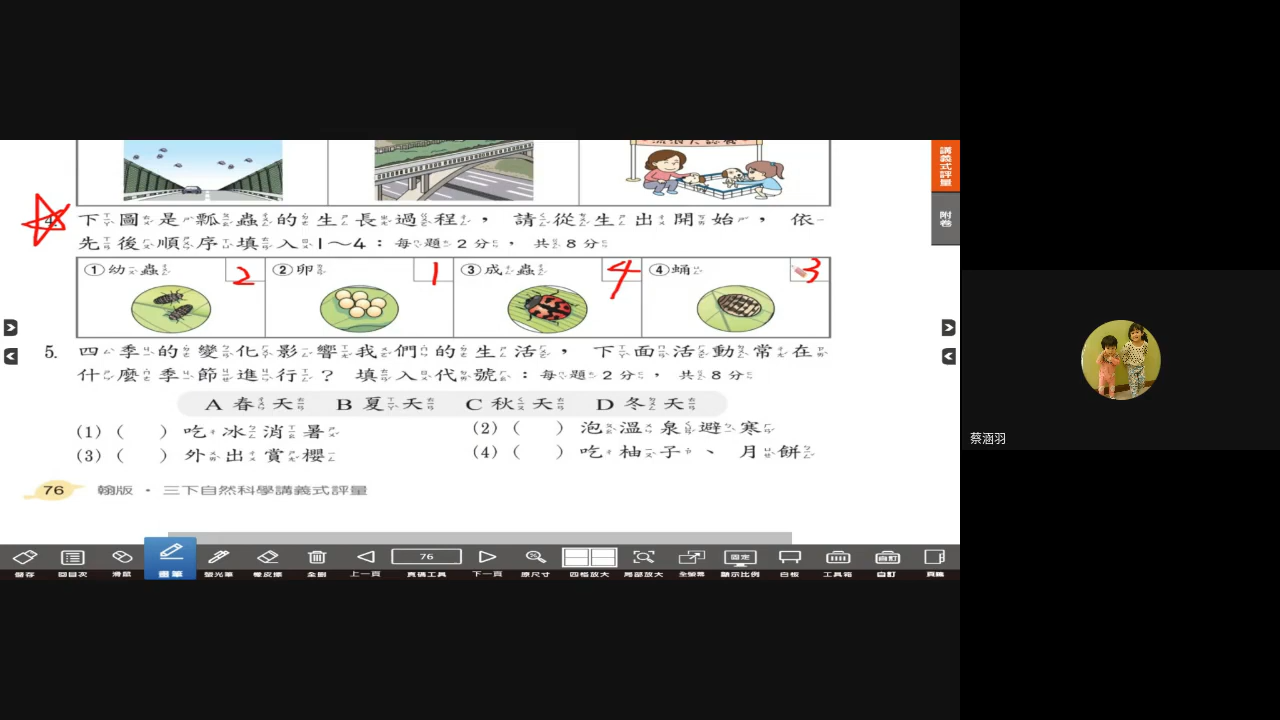 講義式評量
附卷
4. 下圖是瓢蟲的生長過程,請從生出開始,依
先後順序填入1~4:每題2分,共8分
①幼蟲 2 ②卵 1 ③成蟲 4 ④蛹 3
5. 四季的變化影響我們的生活,下面活動常在
什麼季節進行?填入代號:每題2分,共8分
A 春天 B 夏天 C 秋天 D 冬天
(1)( )吃冰消暑 (2)( )泡溫泉避寒
(3)( )外出賞櫻 (4)( )吃柚子、月餅
76 翰版・三下自然科學講義式評量
蔡涵羽
76
固定 自訂
儲存 回目次 滑鼠 畫筆 螢光筆 橡皮擦 全刪 上一頁 頁碼工具 下一頁 原尺寸 四格放大 局部放大 全螢幕 顯示比例 白板 工具箱 自訂